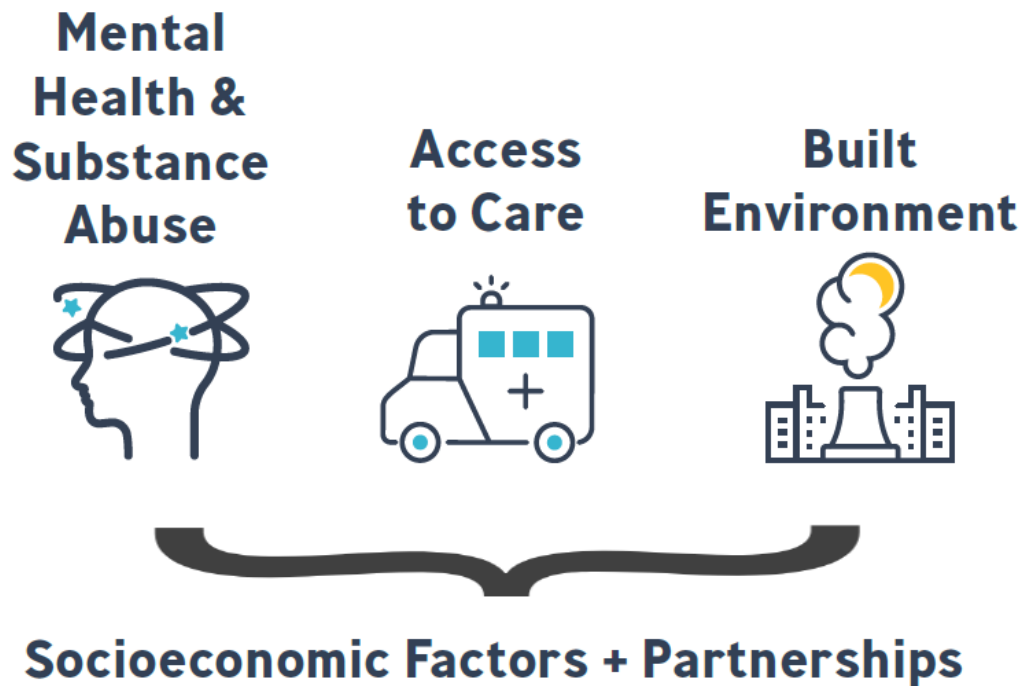 Mental
Health &
Substance
Abuse
Access
to Care
Built
Environment
Socioeconomic Factors + Partnerships